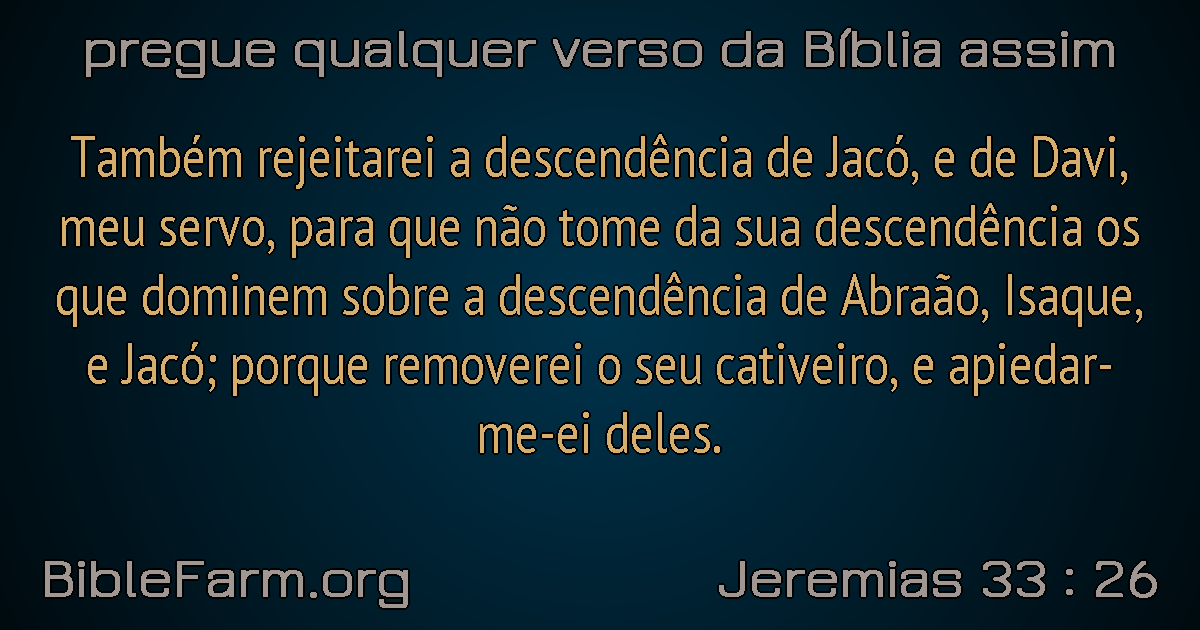 pregue qualquer verso da Bíblia assim
Também rejeitarei a descendência de Jacó, e de Davi,
meu servo, para que não tome da sua descendência os
que dominem sobre a descendência de Abraão, Isaque,
e Jacó; porque removerei o seu cativeiro, e apiedar-
me-ei deles.
BibleFarm.org
Jeremias 33 : 26